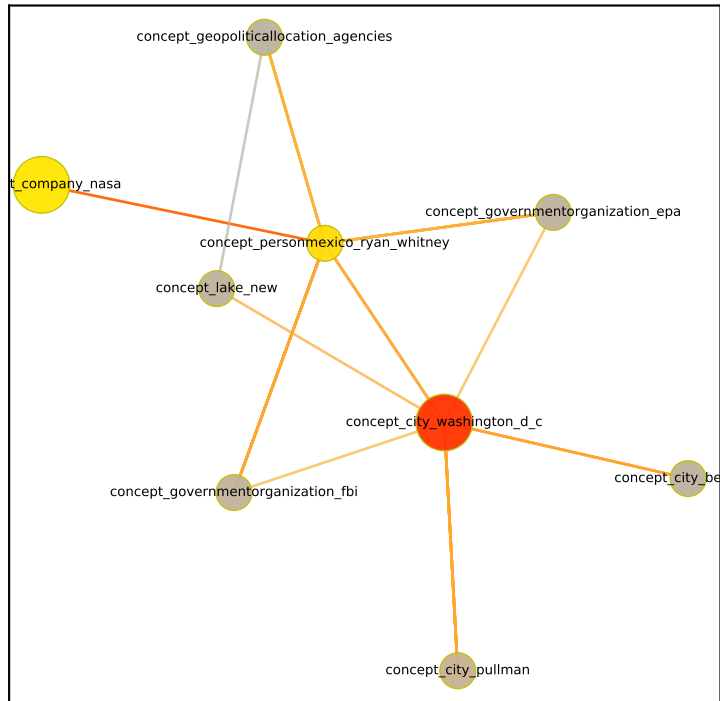 concept_geopoliticallocation_agencies
t_company_nasa
concept_governmentorganization_epa
concept_personmexico_ryan_whitney
concept_lake_new
concept_city_washington_d_c
concept_city_be
concept_governmentorganization_fbi
concept_city_pullman